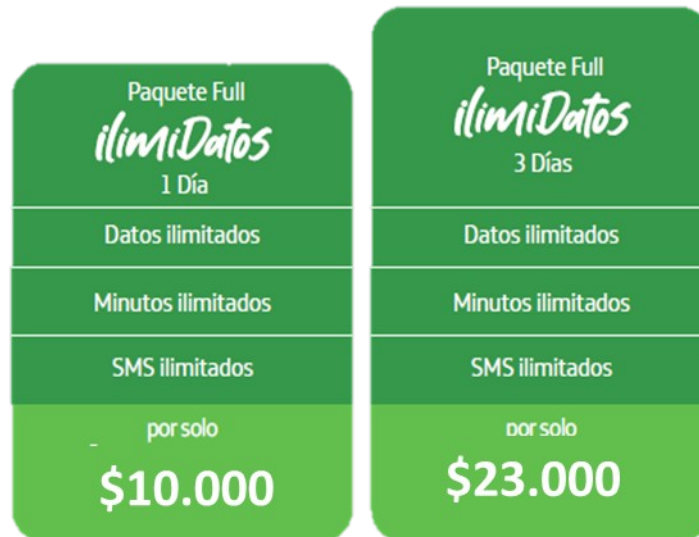 Paquete Full
ilimiDatos
1 Día
Datos ilimitados
Minutos ilimitados
SMS ilimitados
por solo
$10.000
Paquete Full
ilimiDatos
3 Días
Datos ilimitados
Minutos ilimitados
SMS ilimitados
por solo
$23.000